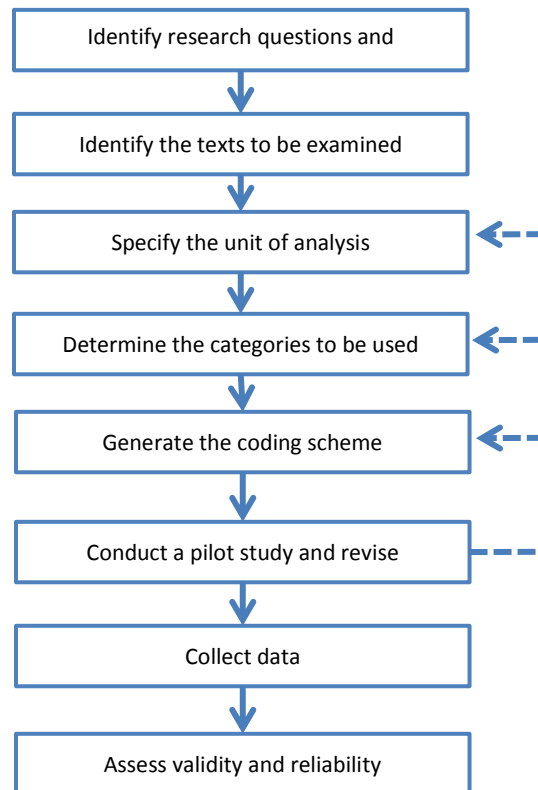 Identify research questions and
Identify the texts to be examined
Specify the unit of analysis
Determine the categories to be used
Generate the coding scheme
Conduct a pilot study and revise
Collect data
Assess validity and reliability